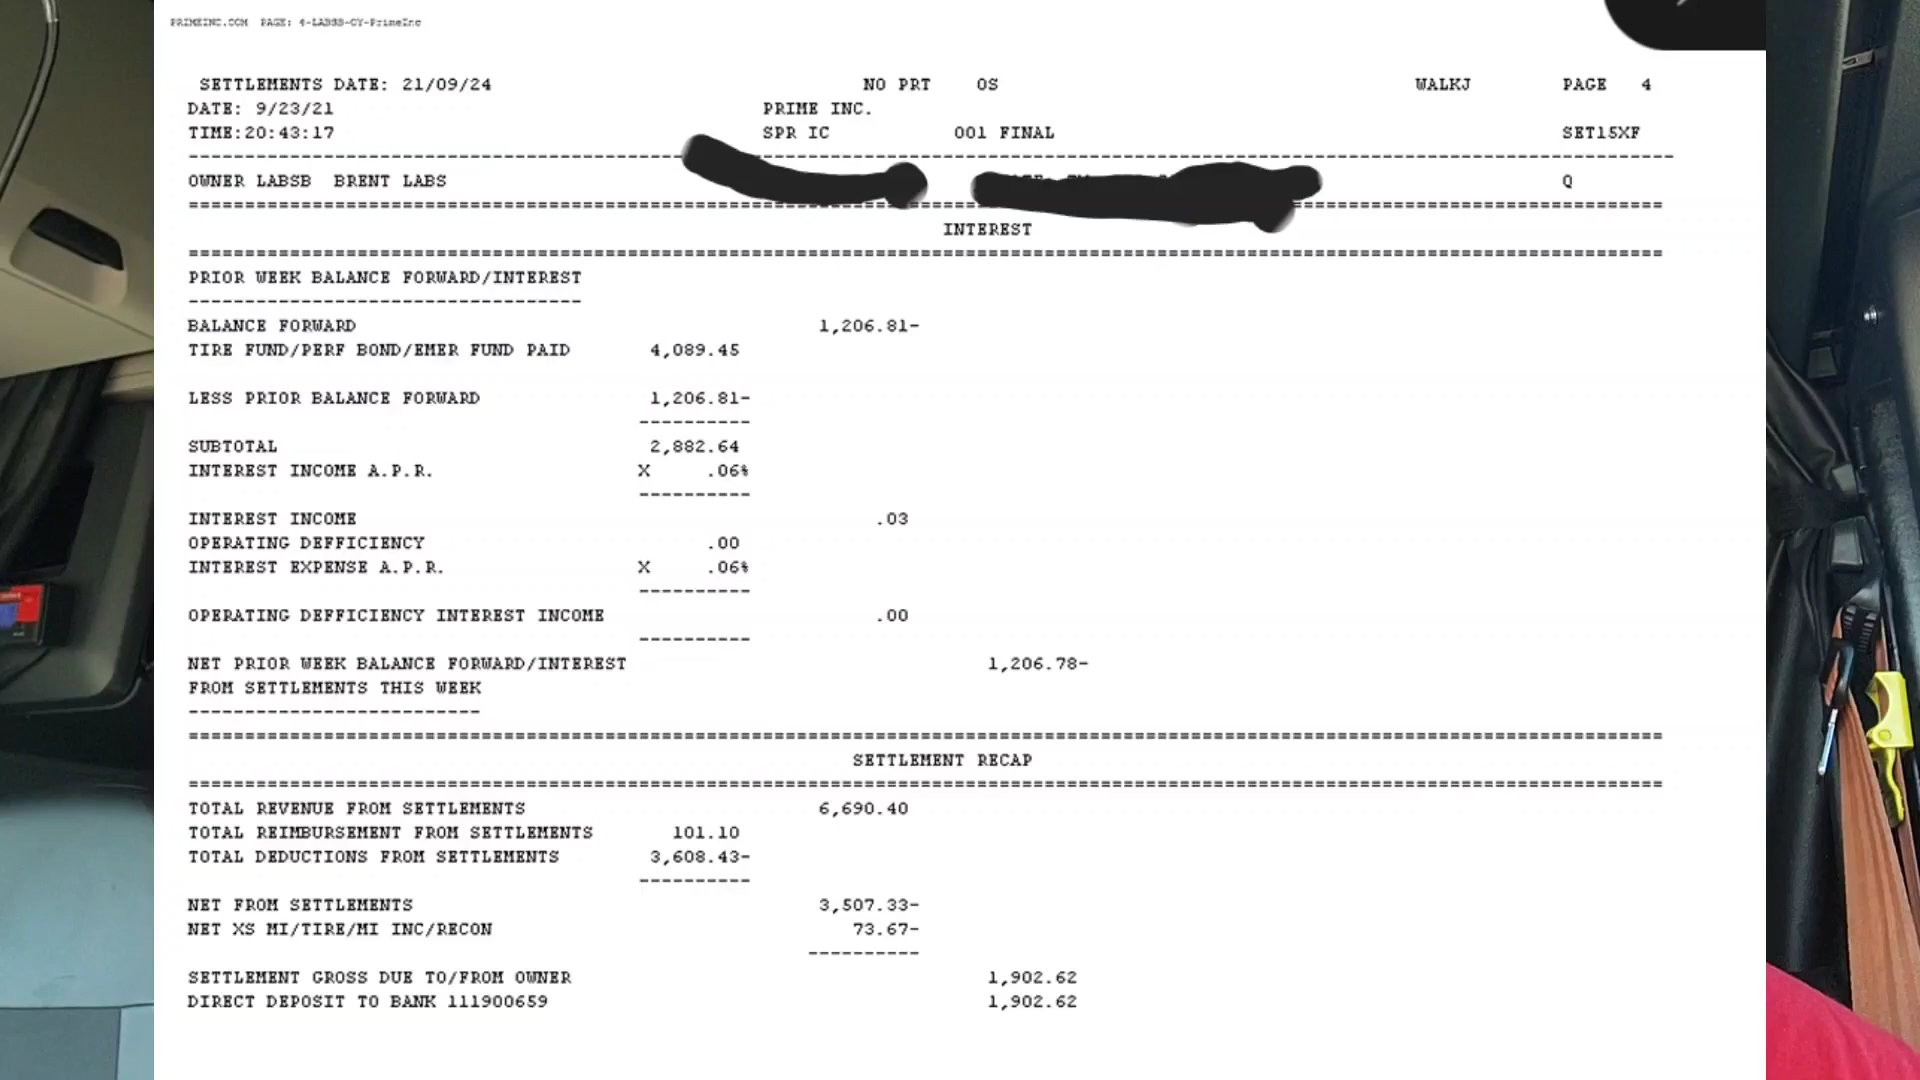 PRIMEINC.COM PAGE: 4-LABSB-CY-PrimeInc
SETTLEMENTS DATE: 21/09/24 NO PRT OS WALKJ PAGE 4
DATE: 9/23/21 PRIME INC.
TIME:20:43:17 SPR IC 001 FINAL SET15XF
OWNER LABSB BRENT LABS Q
INTEREST
PRIOR WEEK BALANCE FORWARD/INTEREST
BALANCE FORWARD 1,206.81-
TIRE FUND/PERF BOND/EMER FUND PAID 4,089.45
LESS PRIOR BALANCE FORWARD 1,206.81-
SUBTOTAL 2,882.64
INTEREST INCOME A.P.R. X .06%
INTEREST INCOME .03
OPERATING DEFFICIENCY .00
INTEREST EXPENSE A.P.R. X .06%
OPERATING DEFFICIENCY INTEREST INCOME .00
NET PRIOR WEEK BALANCE FORWARD/INTEREST 1,206.78-
FROM SETTLEMENTS THIS WEEK
SETTLEMENT RECAP
TOTAL REVENUE FROM SETTLEMENTS 6,690.40
TOTAL REIMBURSEMENT FROM SETTLEMENTS 101.10
TOTAL DEDUCTIONS FROM SETTLEMENTS 3,608.43-
NET FROM SETTLEMENTS 3,507.33-
NET XS MI/TIRE/MI INC/RECON 73.67-
SETTLEMENT GROSS DUE TO/FROM OWNER 1,902.62
DIRECT DEPOSIT TO BANK 111900659 1,902.62